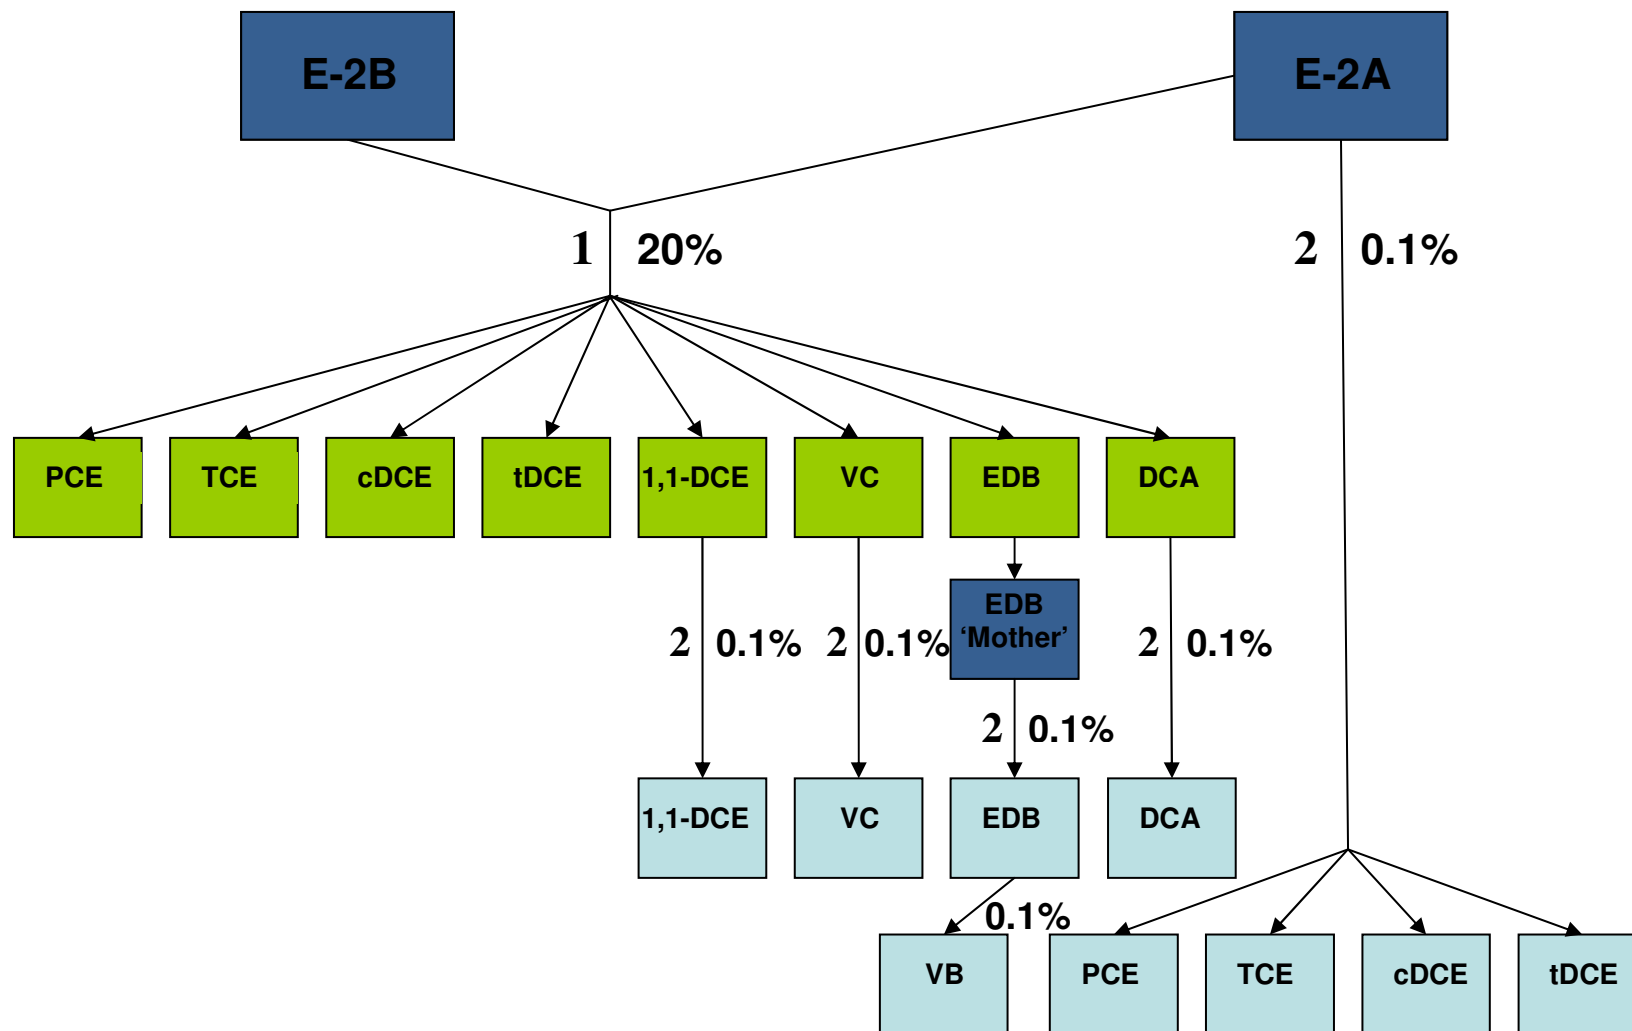 E-2B
E-2A
1 20%
2 0.1%
PCE
TCE
cDCE
tDCE
1,1-DCE
VC
EDB
DCA
EDB
‘Mother’
2 0.1%
2 0.1%
2 0.1%
2 0.1%
1,1-DCE
VC
EDB
DCA
0.1%
VB
PCE
TCE
cDCE
tDCE